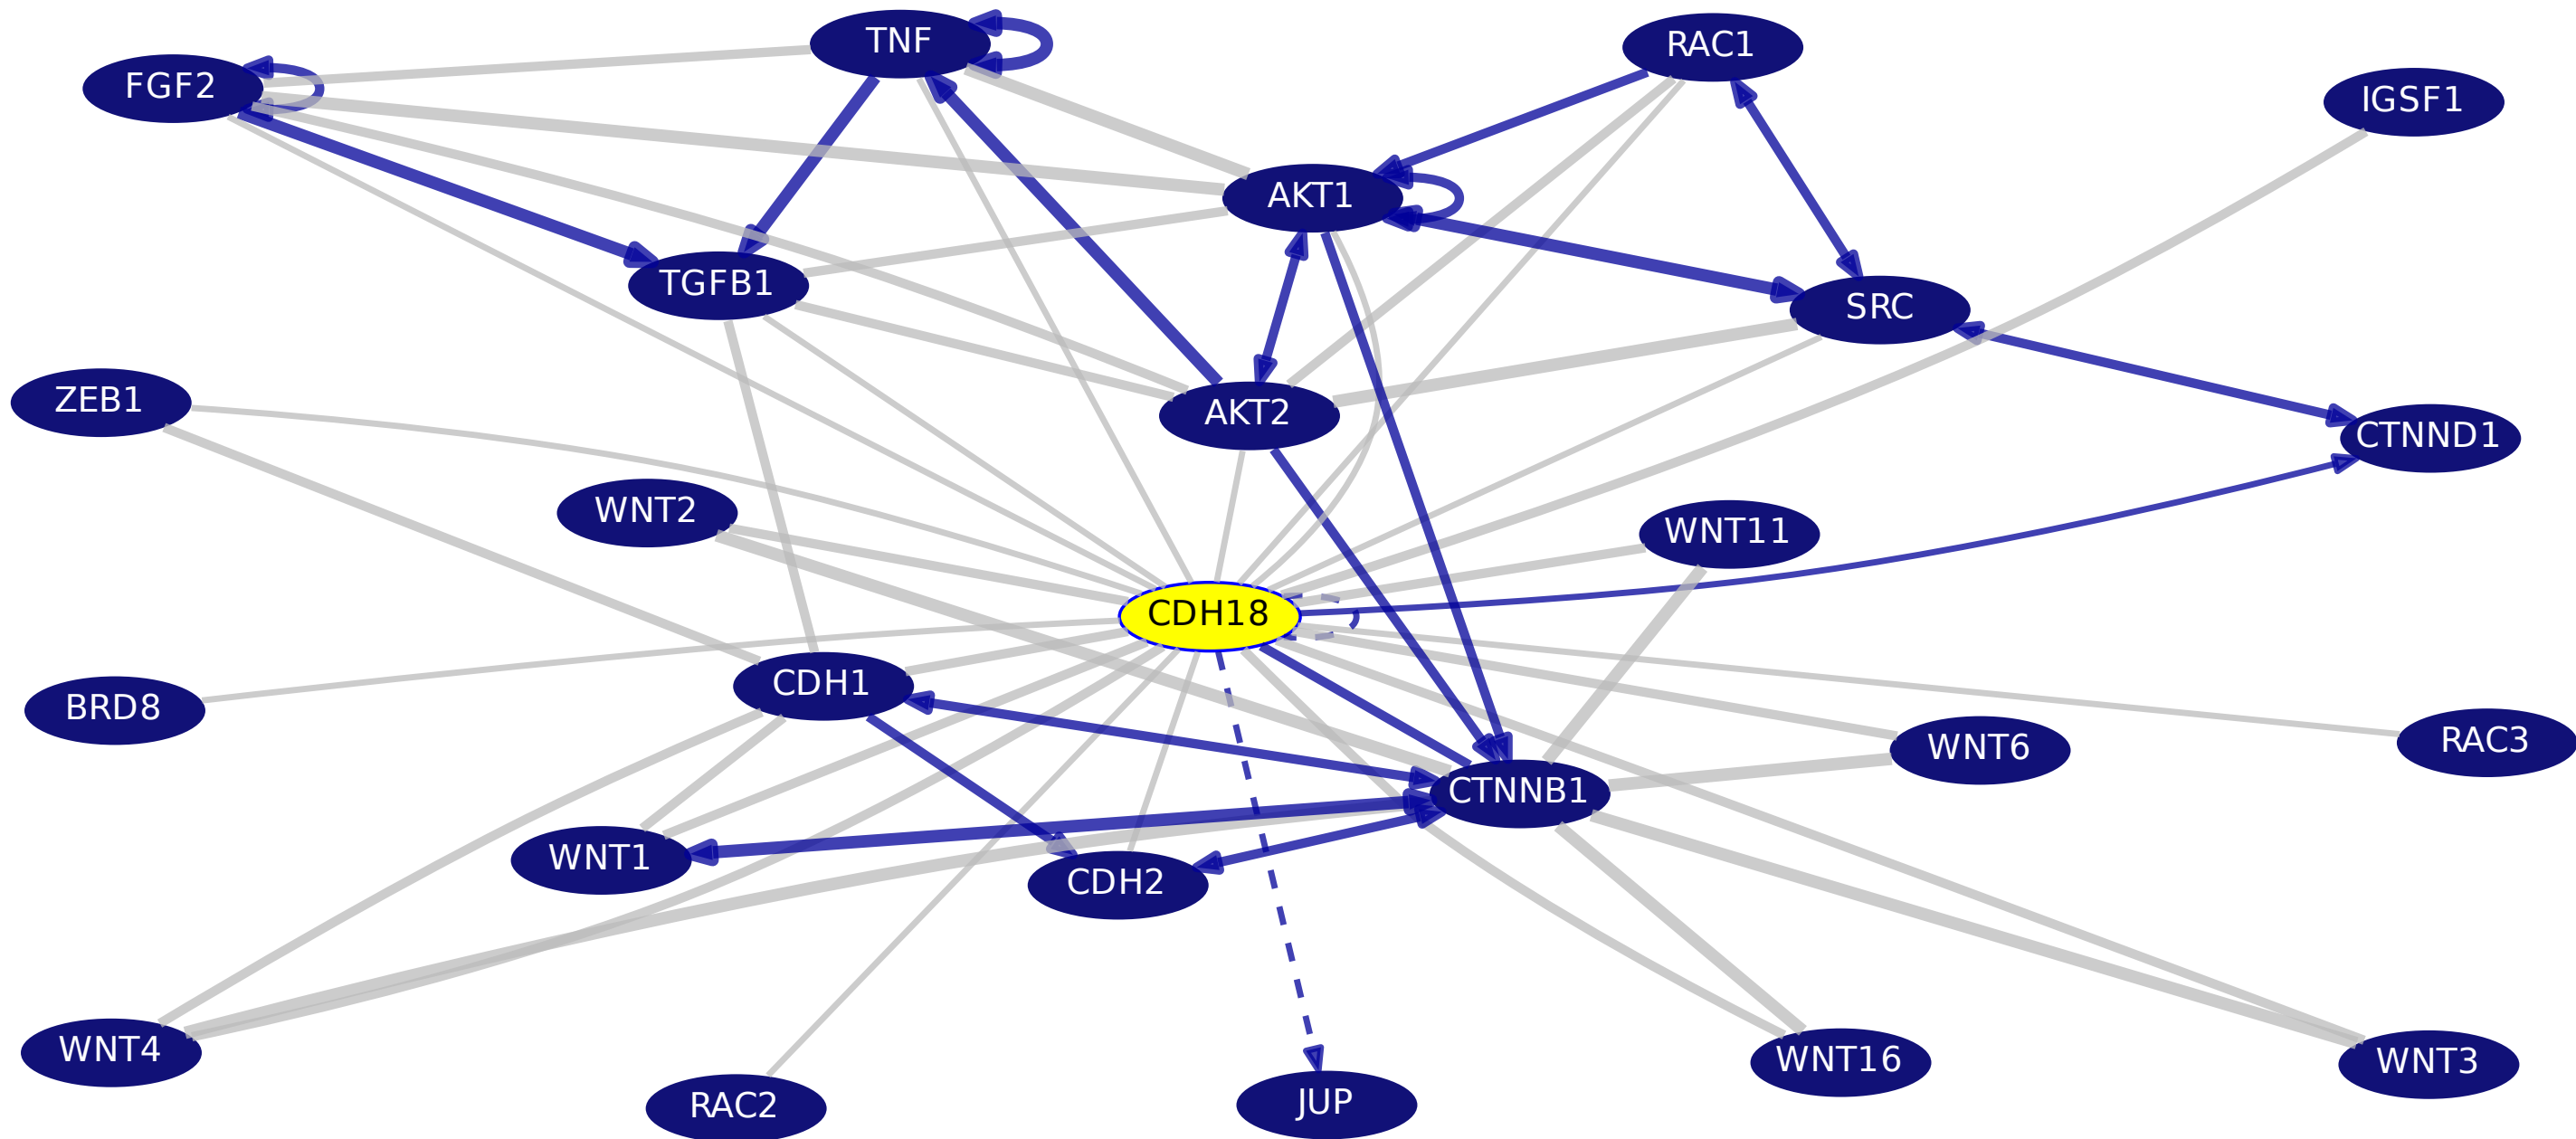 TNF
RAC1
FGF2
IGSF1
AKT1
TGFB1
SRC
ZEB1
AKT2
CTNND1
WNT2
WNT11
CDH18
CDH1
BRD8
RAC3
WNT6
CTNNB1
WNT1
CDH2
WNT4
WNT16
WNT3
RAC2
JUP